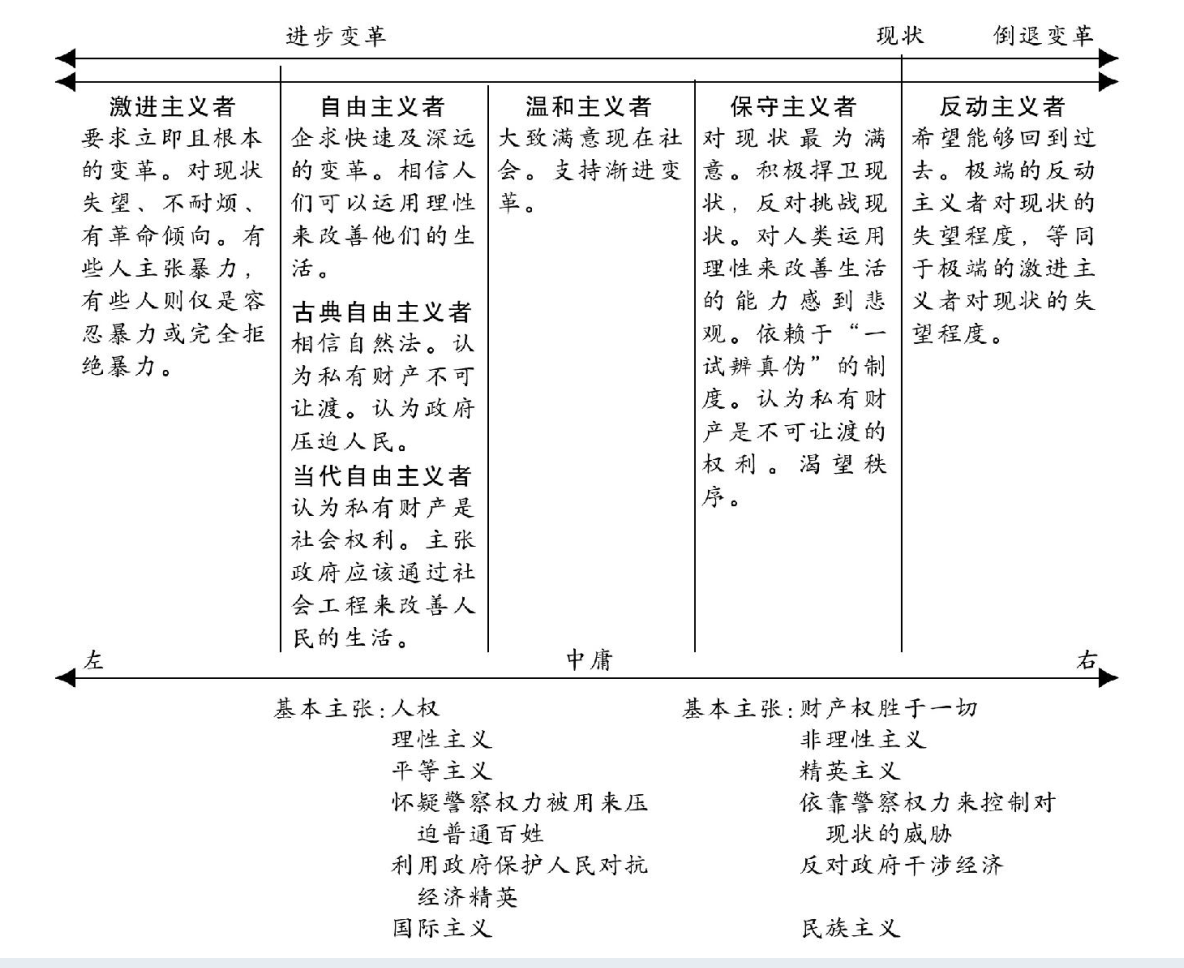 进步变革
现状
倒退变革
激进主义者
要求立即且根本
的变革。对现状
失望、不耐烦、
有革命倾向。有
些人主张暴力，
有些人则仅是容
忍暴力或完全拒
绝暴力。
自由主义者
企求快速及深远
的变革。相信人
们可以运用理性
来改善他们的生
活。
古典自由主义者
相信自然法。认
为私有财产不可
让渡。认为政府
压迫人民。
当代自由主义者
认为私有财产是
社会权利。主张
政府应该通过社
会工程来改善人
民的生活。
温和主义者
大致满意现在社
会。支持渐进变
革。
保守主义者
对现状最为满
意。积极捍卫现
状，反对挑战现
状。对人类运用
理性来改善生活
的能力感到悲
观。依赖于“一
试辨真伪”的制
度。认为私有财
产是不可让渡的
权利。渴望秩
序。
反动主义者
希望能够回到过
去。极端的反动
主义者对现状的
失望程度，等同
于极端的激进主
义者对现状的失
望程度。
左
中庸
右
基本主张:人权
理性主义
平等主义
怀疑警察权力被用来压
迫普通百姓
利用政府保护人民对抗
经济精英
国际主义
基本主张:财产权胜于一切
非理性主义
精英主义
依靠警察权力来控制对
现状的威胁
反对政府干涉经济
民族主义